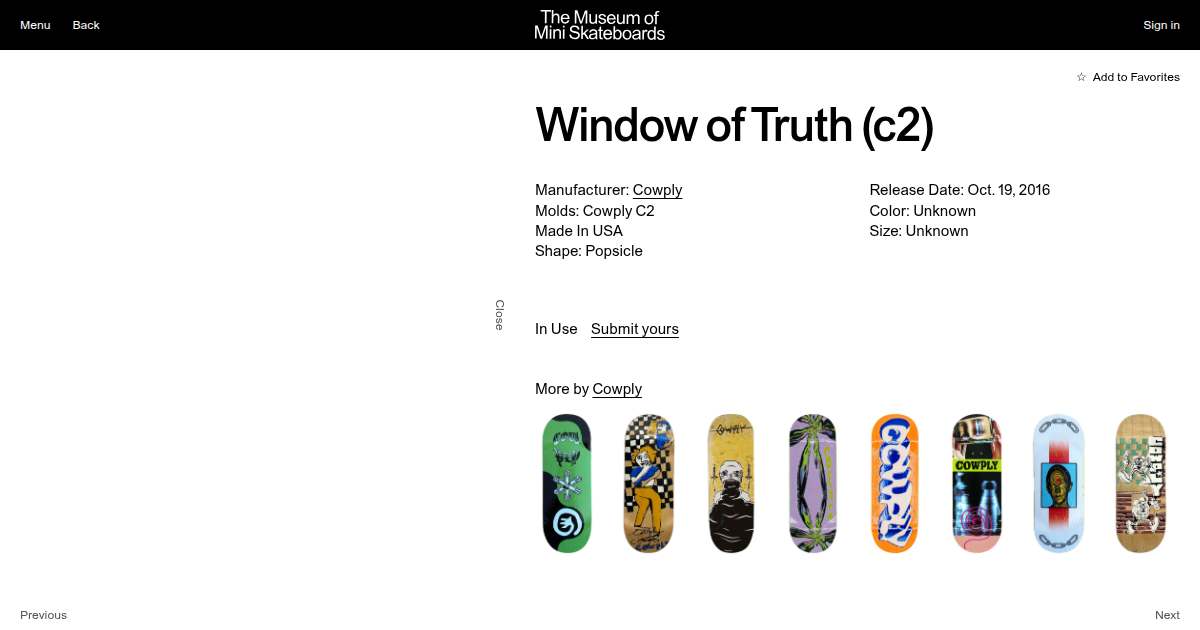 Menu
Back
The Museum of
Mini Skateboards
Sign in
☆ Add to Favorites
Window of Truth (c2)
Manufacturer: Cowply
Molds: Cowply C2
Made In USA
Shape: Popsicle
Release Date: Oct. 19, 2016
Color: Unknown
Size: Unknown
Close
In Use Submit yours
More by Cowply
COWPLY
COWPLY
Previous
Next